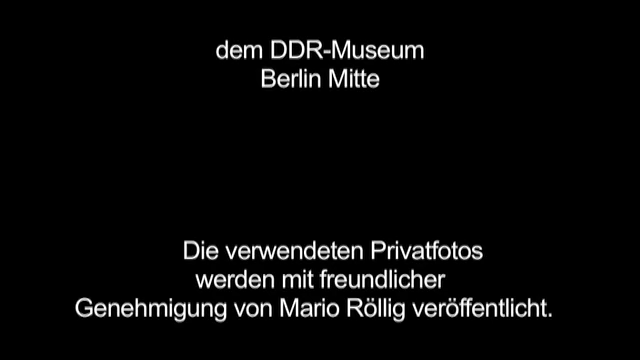 dem DDR-Museum
Berlin Mitte
Die verwendeten Privatfotos
werden mit freundlicher
Genehmigung von Mario Röllig veröffentlicht.